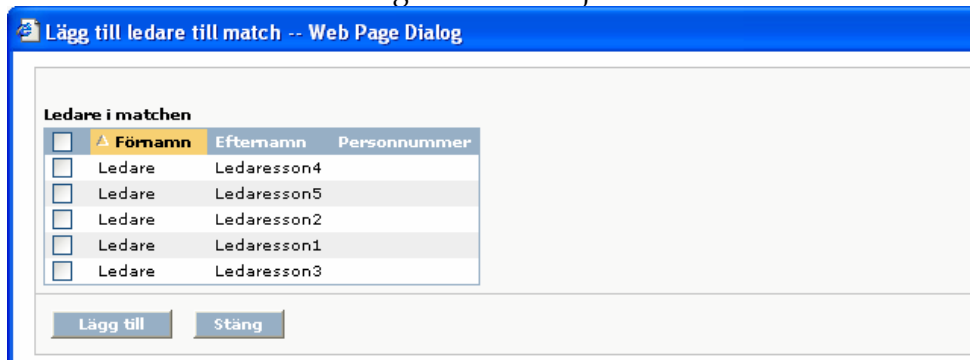 Lägg till ledare till match -- Web Page Dialog
Ledare i matchen
Förnamn Efternamn Personnummer
Ledare Ledaresson4
Ledare Ledaresson5
Ledare Ledaresson2
Ledare Ledaresson1
Ledare Ledaresson3
Lägg till Stäng